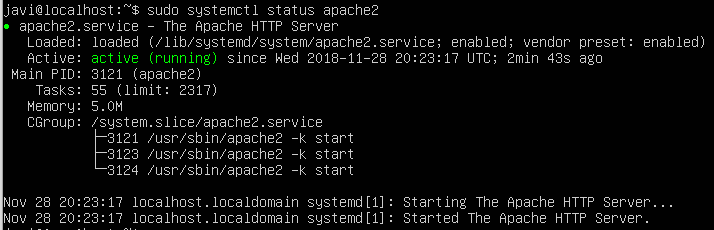 javi@localhost:~$ sudo systemctl status apache2
● apache2.service - The Apache HTTP Server
Loaded: loaded (/lib/systemd/system/apache2.service; enabled; vendor preset: enabled)
Active: active (running) since Wed 2018-11-28 20:23:17 UTC; 2min 43s ago
Main PID: 3121 (apache2)
Tasks: 55 (limit: 2317)
Memory: 5.0M
CGroup: /system.slice/apache2.service
├─3121 /usr/sbin/apache2 -k start
├─3123 /usr/sbin/apache2 -k start
└─3124 /usr/sbin/apache2 -k start
Nov 28 20:23:17 localhost.localdomain systemd[1]: Starting The Apache HTTP Server...
Nov 28 20:23:17 localhost.localdomain systemd[1]: Started The Apache HTTP Server.